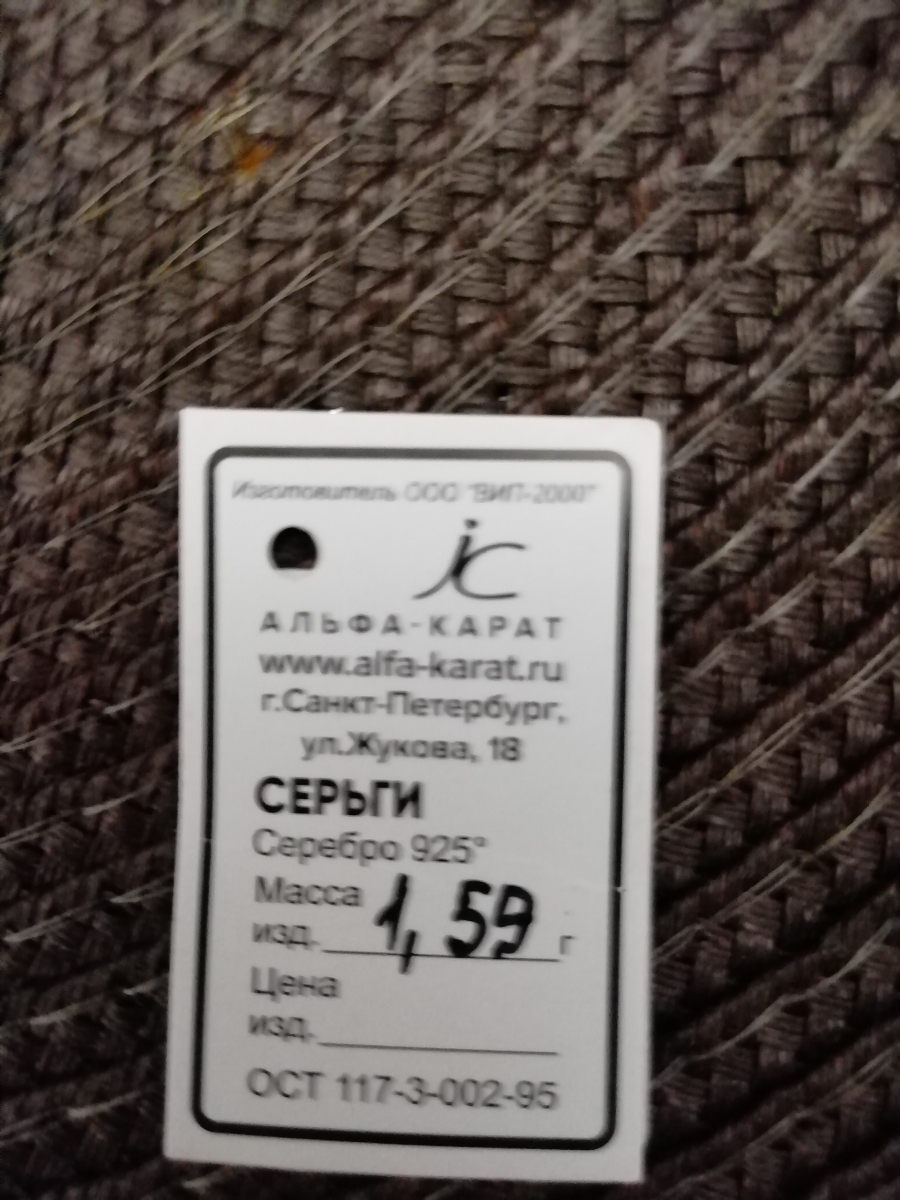 Изготовитель ООО "ВИП-2000"
jc
АЛЬФА-КАРАТ
www.alfa-karat.ru
г.Санкт-Петербург,
ул.Жукова, 18
СЕРЬГИ
Серебро 925°
Масса
изд. 1,59 г
Цена
изд.
ОСТ 117-3-002-95